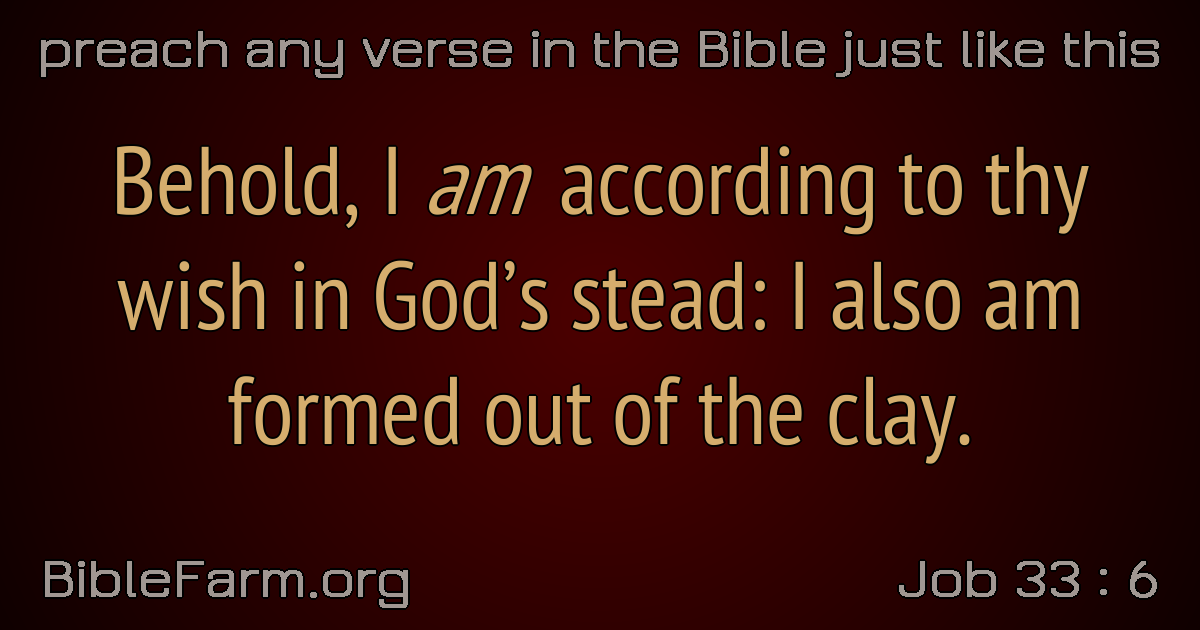 preach any verse in the Bible just like this
Behold, I am according to thy
wish in God’s stead: I also am
formed out of the clay.
BibleFarm.org
Job 33 : 6